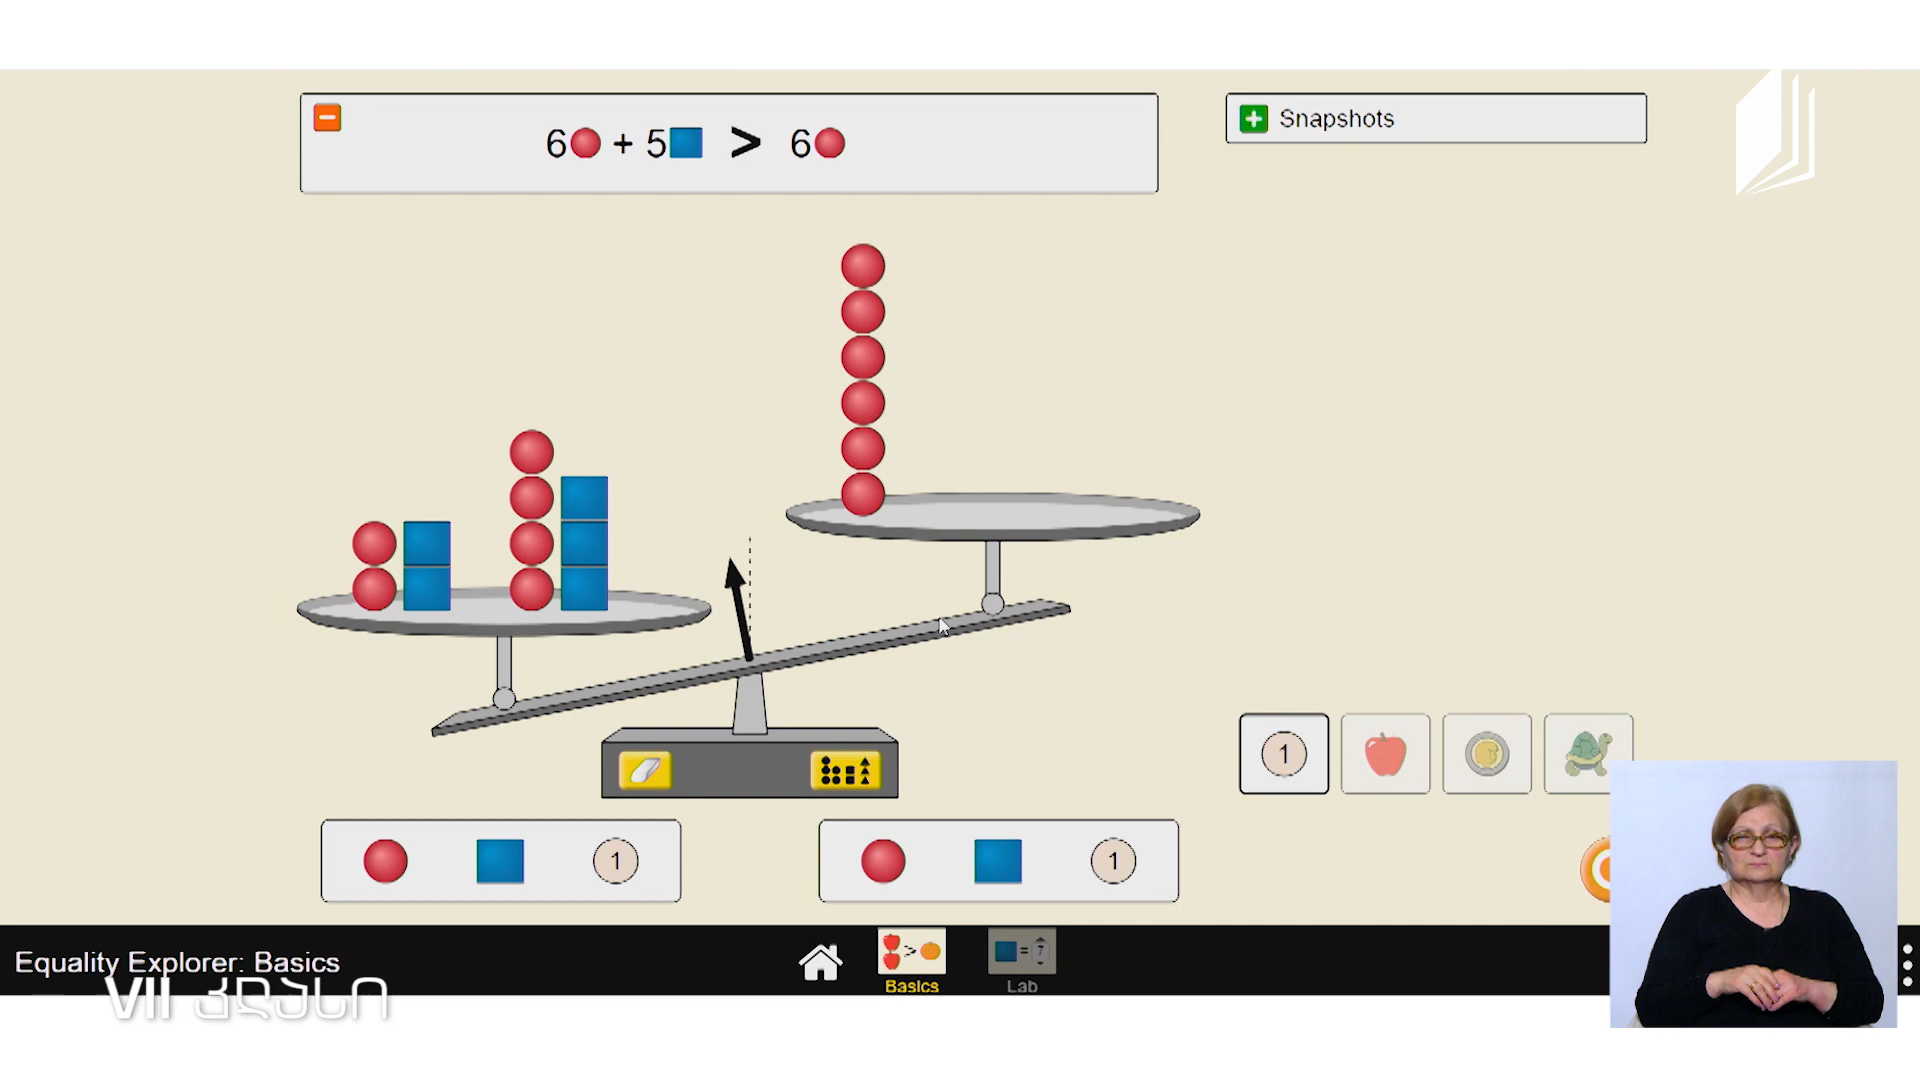 6 + 5 > 6
Snapshots
1
1
1
Equality Explorer: Basics
= ?
>
Basics
Lab
VII კლასი